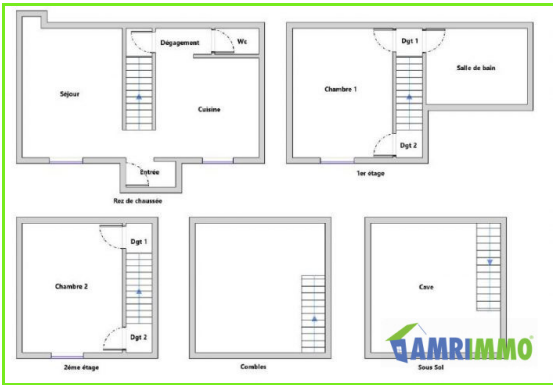 Dégagement
Wc
Séjour
Cuisine
Entrée
Rez de chaussée
Dgt 1
Salle de bain
Chambre 1
Dgt 2
1er étage
Dgt 1
Chambre 2
Dgt 2
2éme étage
Combles
Cave
AMRIMMO
Sous Sol